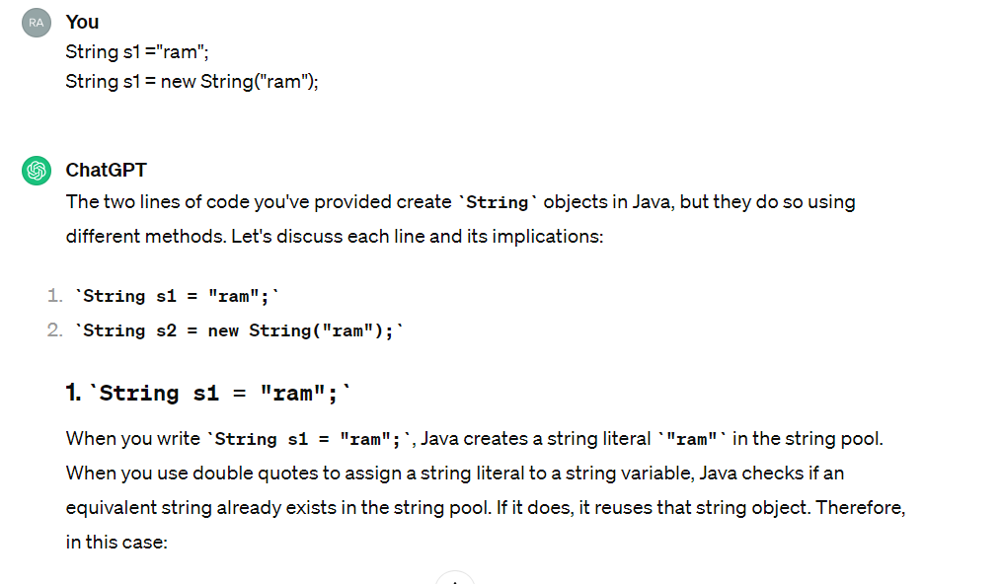 RA
You
String s1 ="ram";
String s1 = new String("ram");
ChatGPT
The two lines of code you've provided create `String` objects in Java, but they do so using
different methods. Let's discuss each line and its implications:
1. `String s1 = "ram";`
2. `String s2 = new String("ram");`
1. `String s1 = "ram";`
When you write `String s1 = "ram";`, Java creates a string literal `"ram"` in the string pool.
When you use double quotes to assign a string literal to a string variable, Java checks if an
equivalent string already exists in the string pool. If it does, it reuses that string object. Therefore,
in this case: